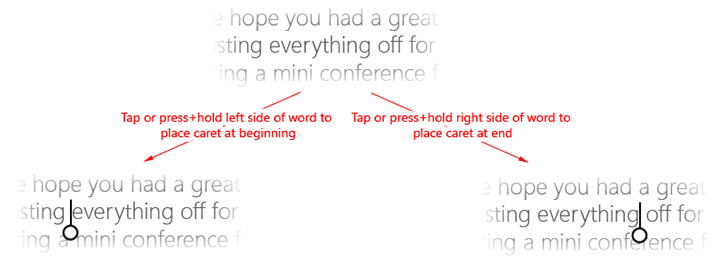 e hope you had a great
sting everything off for
ring a mini conference f
Tap or press+hold left side of word to
place caret at beginning
Tap or press+hold right side of word to
place caret at end
e hope you had a great
sting everything off for
ring a mini conference f
e hope you had a great
sting everything off for
ring a mini conference f